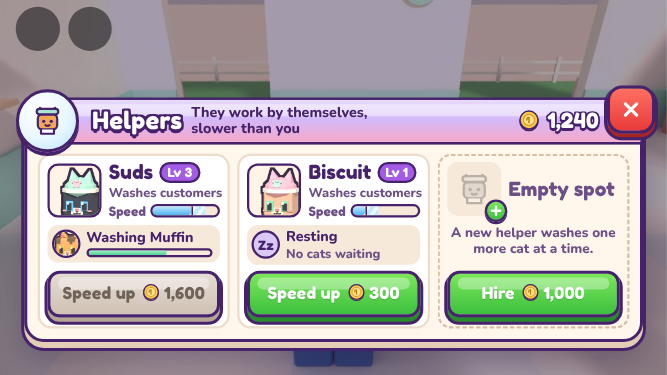 Helpers
They work by themselves,
slower than you
1,240
Suds
Lv 3
Washes customers
Speed
Washing Muffin
Speed up 1,600
Biscuit
Lv 1
Washes customers
Speed
Zz
Resting
No cats waiting
Speed up 300
Empty spot
A new helper washes one
more cat at a time.
Hire 1,000